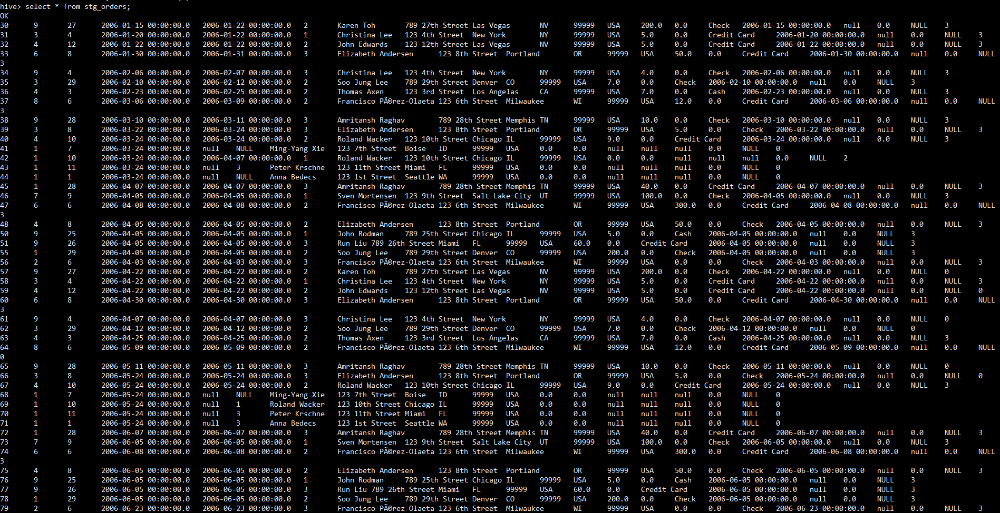 hive> select * from stg_orders;
OK
30 9 27 2006-01-15 00:00:00.0 2006-01-22 00:00:00.0 2 Karen Toh 789 27th Street Las Vegas NV 99999 USA 200.0 0.0 Check 2006-01-15 00:00:00.0 null 0.0 NULL 3
31 3 4 2006-01-20 00:00:00.0 2006-01-22 00:00:00.0 1 Christina Lee 123 4th Street New York NY 99999 USA 5.0 0.0 Credit Card 2006-01-20 00:00:00.0 null 0.0 NULL 3
32 4 12 2006-01-22 00:00:00.0 2006-01-22 00:00:00.0 2 John Edwards 123 12th Street Las Vegas NV 99999 USA 5.0 0.0 Credit Card 2006-01-22 00:00:00.0 null 0.0 NULL 3
33 6 8 2006-01-30 00:00:00.0 2006-01-31 00:00:00.0 3 Elizabeth Andersen 123 8th Street Portland OR 99999 USA 50.0 0.0 Credit Card 2006-01-30 00:00:00.0 null 0.0 NULL
3
34 9 4 2006-02-06 00:00:00.0 2006-02-07 00:00:00.0 3 Christina Lee 123 4th Street New York NY 99999 USA 4.0 0.0 Check 2006-02-06 00:00:00.0 null 0.0 NULL 3
35 3 29 2006-02-10 00:00:00.0 2006-02-12 00:00:00.0 2 Soo Jung Lee 789 29th Street Denver CO 99999 USA 7.0 0.0 Check 2006-02-10 00:00:00.0 null 0.0 NULL 3
36 4 3 2006-02-23 00:00:00.0 2006-02-25 00:00:00.0 2 Thomas Axen 123 3rd Street Los Angelas CA 99999 USA 7.0 0.0 Cash 2006-02-23 00:00:00.0 null 0.0 NULL 3
37 8 6 2006-03-06 00:00:00.0 2006-03-09 00:00:00.0 2 Francisco PÃ©rez-Olaeta 123 6th Street Milwaukee WI 99999 USA 12.0 0.0 Credit Card 2006-03-06 00:00:00.0 null 0.0 NULL
3
38 9 28 2006-03-10 00:00:00.0 2006-03-11 00:00:00.0 3 Amritansh Raghav 789 28th Street Memphis TN 99999 USA 10.0 0.0 Check 2006-03-10 00:00:00.0 null 0.0 NULL 3
39 3 8 2006-03-22 00:00:00.0 2006-03-24 00:00:00.0 3 Elizabeth Andersen 123 8th Street Portland OR 99999 USA 5.0 0.0 Check 2006-03-22 00:00:00.0 null 0.0 NULL 3
40 4 10 2006-03-24 00:00:00.0 2006-03-24 00:00:00.0 2 Roland Wacker 123 10th Street Chicago IL 99999 USA 9.0 0.0 Credit Card 2006-03-24 00:00:00.0 null 0.0 NULL 3
41 1 7 2006-03-24 00:00:00.0 null NULL Ming-Yang Xie 123 7th Street Boise ID 99999 USA 0.0 0.0 null null null 0.0 NULL 0
42 1 10 2006-03-24 00:00:00.0 2006-04-07 00:00:00.0 1 Roland Wacker 123 10th Street Chicago IL 99999 USA 0.0 0.0 null null null 0.0 NULL 2
43 1 11 2006-03-24 00:00:00.0 null 3 Peter Krschne 123 11th Street Miami FL 99999 USA 0.0 0.0 null null null 0.0 NULL 0
44 1 1 2006-03-24 00:00:00.0 null NULL Anna Bedecs 123 1st Street Seattle WA 99999 USA 0.0 0.0 null null null 0.0 NULL 0
45 1 28 2006-04-07 00:00:00.0 2006-04-07 00:00:00.0 3 Amritansh Raghav 789 28th Street Memphis TN 99999 USA 40.0 0.0 Credit Card 2006-04-07 00:00:00.0 null 0.0 NULL 3
46 7 9 2006-04-05 00:00:00.0 2006-04-05 00:00:00.0 1 Sven Mortensen 123 9th Street Salt Lake City UT 99999 USA 100.0 0.0 Check 2006-04-05 00:00:00.0 null 0.0 NULL 3
47 6 6 2006-04-08 00:00:00.0 2006-04-08 00:00:00.0 2 Francisco PÃ©rez-Olaeta 123 6th Street Milwaukee WI 99999 USA 300.0 0.0 Credit Card 2006-04-08 00:00:00.0 null 0.0 NULL
3
48 4 8 2006-04-05 00:00:00.0 2006-04-05 00:00:00.0 2 Elizabeth Andersen 123 8th Street Portland OR 99999 USA 50.0 0.0 Check 2006-04-05 00:00:00.0 null 0.0 NULL 3
50 9 25 2006-04-05 00:00:00.0 2006-04-05 00:00:00.0 1 John Rodman 789 25th Street Chicago IL 99999 USA 5.0 0.0 Cash 2006-04-05 00:00:00.0 null 0.0 NULL 3
51 9 26 2006-04-05 00:00:00.0 2006-04-05 00:00:00.0 3 Run Liu 789 26th Street Miami FL 99999 USA 60.0 0.0 Credit Card 2006-04-05 00:00:00.0 null 0.0 NULL 3
55 1 29 2006-04-05 00:00:00.0 2006-04-05 00:00:00.0 2 Soo Jung Lee 789 29th Street Denver CO 99999 USA 200.0 0.0 Check 2006-04-05 00:00:00.0 null 0.0 NULL 3
56 2 6 2006-04-03 00:00:00.0 2006-04-03 00:00:00.0 3 Francisco PÃ©rez-Olaeta 123 6th Street Milwaukee WI 99999 USA 0.0 0.0 Check 2006-04-03 00:00:00.0 null 0.0 NULL 3
57 9 27 2006-04-22 00:00:00.0 2006-04-22 00:00:00.0 2 Karen Toh 789 27th Street Las Vegas NV 99999 USA 200.0 0.0 Check 2006-04-22 00:00:00.0 null 0.0 NULL 0
58 3 4 2006-04-22 00:00:00.0 2006-04-22 00:00:00.0 1 Christina Lee 123 4th Street New York NY 99999 USA 5.0 0.0 Credit Card 2006-04-22 00:00:00.0 null 0.0 NULL 3
59 4 12 2006-04-22 00:00:00.0 2006-04-22 00:00:00.0 2 John Edwards 123 12th Street Las Vegas NV 99999 USA 5.0 0.0 Credit Card 2006-04-22 00:00:00.0 null 0.0 NULL 0
60 6 8 2006-04-30 00:00:00.0 2006-04-30 00:00:00.0 3 Elizabeth Andersen 123 8th Street Portland OR 99999 USA 50.0 0.0 Credit Card 2006-04-30 00:00:00.0 null 0.0 NULL
3
61 9 4 2006-04-07 00:00:00.0 2006-04-07 00:00:00.0 3 Christina Lee 123 4th Street New York NY 99999 USA 4.0 0.0 Check 2006-04-07 00:00:00.0 null 0.0 NULL 0
62 3 29 2006-04-12 00:00:00.0 2006-04-12 00:00:00.0 2 Soo Jung Lee 789 29th Street Denver CO 99999 USA 7.0 0.0 Check 2006-04-12 00:00:00.0 null 0.0 NULL 0
63 4 3 2006-04-25 00:00:00.0 2006-04-25 00:00:00.0 2 Thomas Axen 123 3rd Street Los Angelas CA 99999 USA 7.0 0.0 Cash 2006-04-25 00:00:00.0 null 0.0 NULL 3
64 8 6 2006-05-09 00:00:00.0 2006-05-09 00:00:00.0 2 Francisco PÃ©rez-Olaeta 123 6th Street Milwaukee WI 99999 USA 12.0 0.0 Credit Card 2006-05-09 00:00:00.0 null 0.0 NULL
0
65 9 28 2006-05-11 00:00:00.0 2006-05-11 00:00:00.0 3 Amritansh Raghav 789 28th Street Memphis TN 99999 USA 10.0 0.0 Check 2006-05-11 00:00:00.0 null 0.0 NULL 0
66 3 8 2006-05-24 00:00:00.0 2006-05-24 00:00:00.0 3 Elizabeth Andersen 123 8th Street Portland OR 99999 USA 5.0 0.0 Check 2006-05-24 00:00:00.0 null 0.0 NULL 0
67 4 10 2006-05-24 00:00:00.0 2006-05-24 00:00:00.0 2 Roland Wacker 123 10th Street Chicago IL 99999 USA 9.0 0.0 Credit Card 2006-05-24 00:00:00.0 null 0.0 NULL 3
68 1 7 2006-05-24 00:00:00.0 null NULL Ming-Yang Xie 123 7th Street Boise ID 99999 USA 0.0 0.0 null null null 0.0 NULL 0
69 1 10 2006-05-24 00:00:00.0 null 1 Roland Wacker 123 10th Street Chicago IL 99999 USA 0.0 0.0 null null null 0.0 NULL 0
70 1 11 2006-05-24 00:00:00.0 null 3 Peter Krschne 123 11th Street Miami FL 99999 USA 0.0 0.0 null null null 0.0 NULL 0
71 1 1 2006-05-24 00:00:00.0 null 3 Anna Bedecs 123 1st Street Seattle WA 99999 USA 0.0 0.0 null null null 0.0 NULL 0
72 1 28 2006-06-07 00:00:00.0 2006-06-07 00:00:00.0 3 Amritansh Raghav 789 28th Street Memphis TN 99999 USA 40.0 0.0 Credit Card 2006-06-07 00:00:00.0 null 0.0 NULL 3
73 7 9 2006-06-05 00:00:00.0 2006-06-05 00:00:00.0 1 Sven Mortensen 123 9th Street Salt Lake City UT 99999 USA 100.0 0.0 Check 2006-06-05 00:00:00.0 null 0.0 NULL 3
74 6 6 2006-06-08 00:00:00.0 2006-06-08 00:00:00.0 2 Francisco PÃ©rez-Olaeta 123 6th Street Milwaukee WI 99999 USA 300.0 0.0 Credit Card 2006-06-08 00:00:00.0 null 0.0 NULL
3
75 4 8 2006-06-05 00:00:00.0 2006-06-05 00:00:00.0 2 Elizabeth Andersen 123 8th Street Portland OR 99999 USA 50.0 0.0 Check 2006-06-05 00:00:00.0 null 0.0 NULL 3
76 9 25 2006-06-05 00:00:00.0 2006-06-05 00:00:00.0 1 John Rodman 789 25th Street Chicago IL 99999 USA 5.0 0.0 Cash 2006-06-05 00:00:00.0 null 0.0 NULL 3
77 9 26 2006-06-05 00:00:00.0 2006-06-05 00:00:00.0 3 Run Liu 789 26th Street Miami FL 99999 USA 60.0 0.0 Credit Card 2006-06-05 00:00:00.0 null 0.0 NULL 3
78 1 29 2006-06-05 00:00:00.0 2006-06-05 00:00:00.0 2 Soo Jung Lee 789 29th Street Denver CO 99999 USA 200.0 0.0 Check 2006-06-05 00:00:00.0 null 0.0 NULL 3
79 2 6 2006-06-23 00:00:00.0 2006-06-23 00:00:00.0 3 Francisco PÃ©rez-Olaeta 123 6th Street Milwaukee WI 99999 USA 0.0 0.0 Check 2006-06-23 00:00:00.0 null 0.0 NULL 3